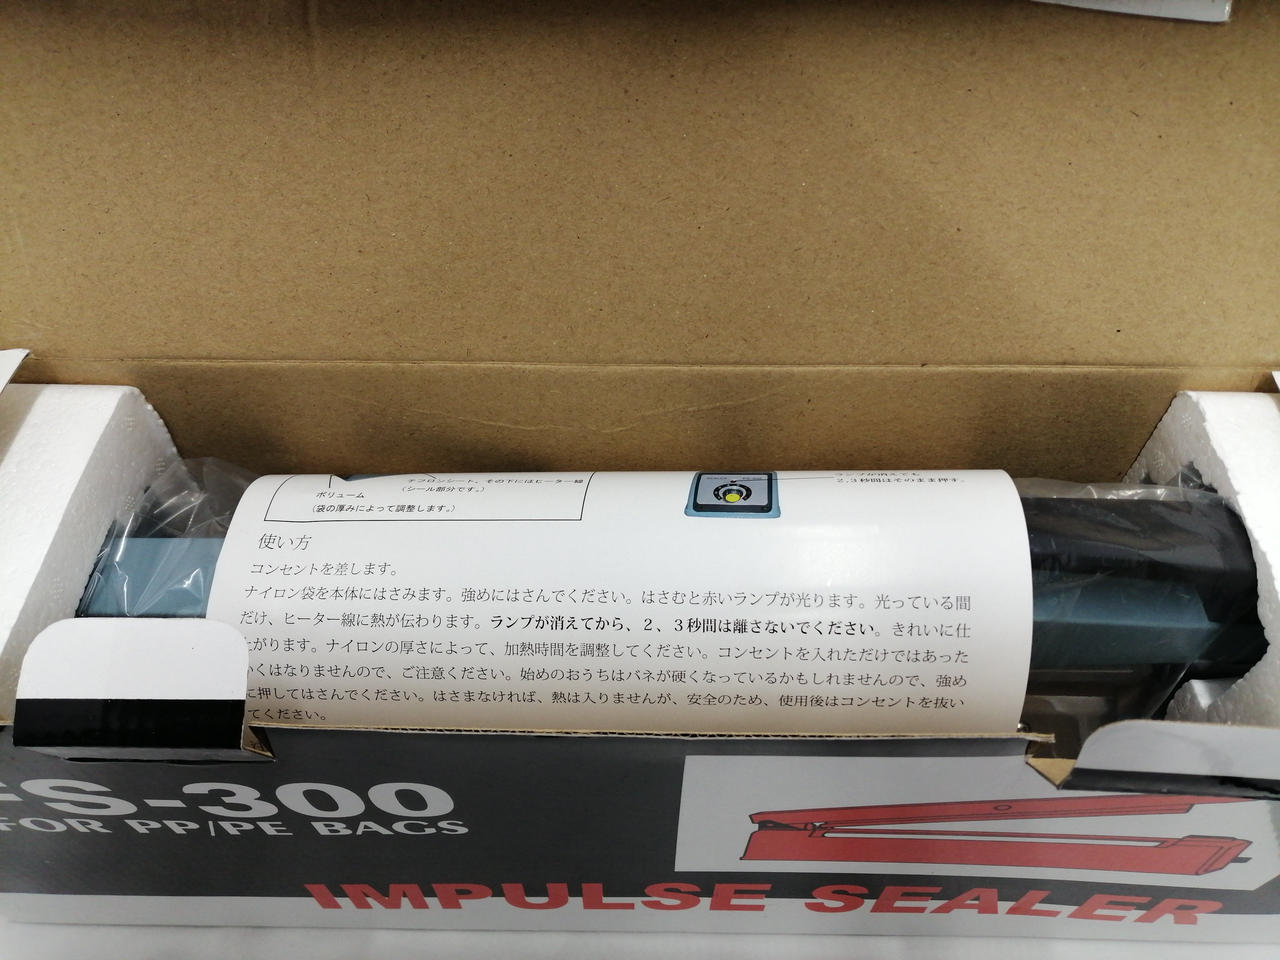 テフロンシート、その下にはヒーター線
(シール部分です。)
ボリューム
(袋の厚みによって調整します。)
ランプが消えても
2,3秒間はそのまま押す。
使い方
コンセントを差します。
ナイロン袋を本体にはさみます。強めにはさんでください。はさむと赤いランプが光ります。光っている間
だけ、ヒーター線に熱が伝わります。ランプが消えてから、２、３秒間は離さないでください。きれいに仕
上がります。ナイロンの厚さによって、加熱時間を調整してください。コンセントを入れただけではあった
かくはなりませんので、ご注意ください。始めのおうちはバネが硬くなっているかもしれませんので、強め
に押してはさんでください。はさまなければ、熱は入りませんが、安全のため、使用後はコンセントを抜い
てください。
FS-300
FOR PP/PE BAGS
IMPULSE SEALER